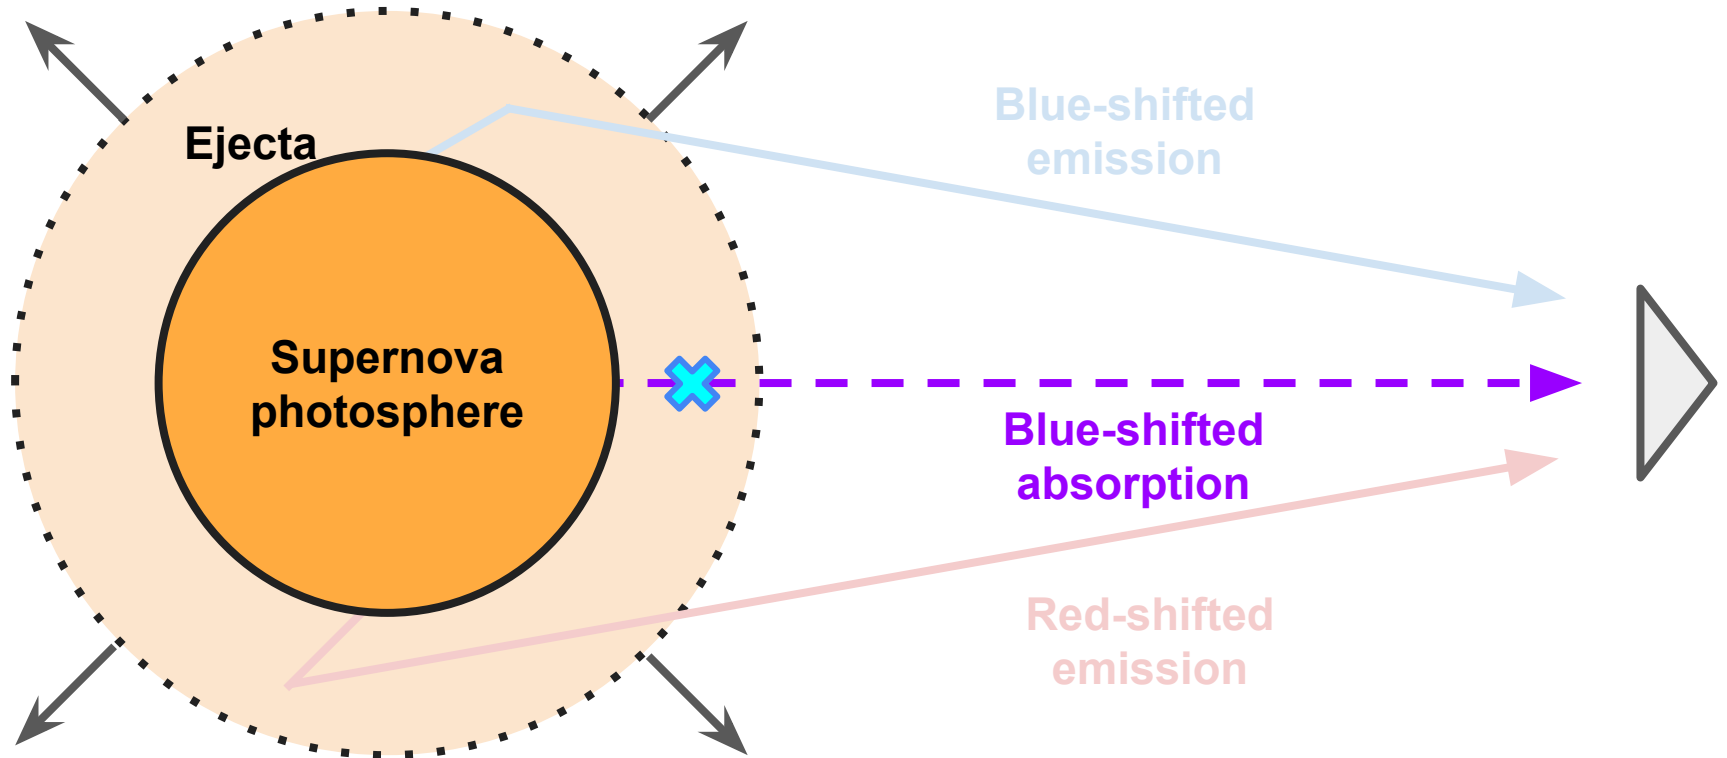 Ejecta
Supernova
photosphere
Blue-shifted
emission
Blue-shifted
absorption
Red-shifted
emission